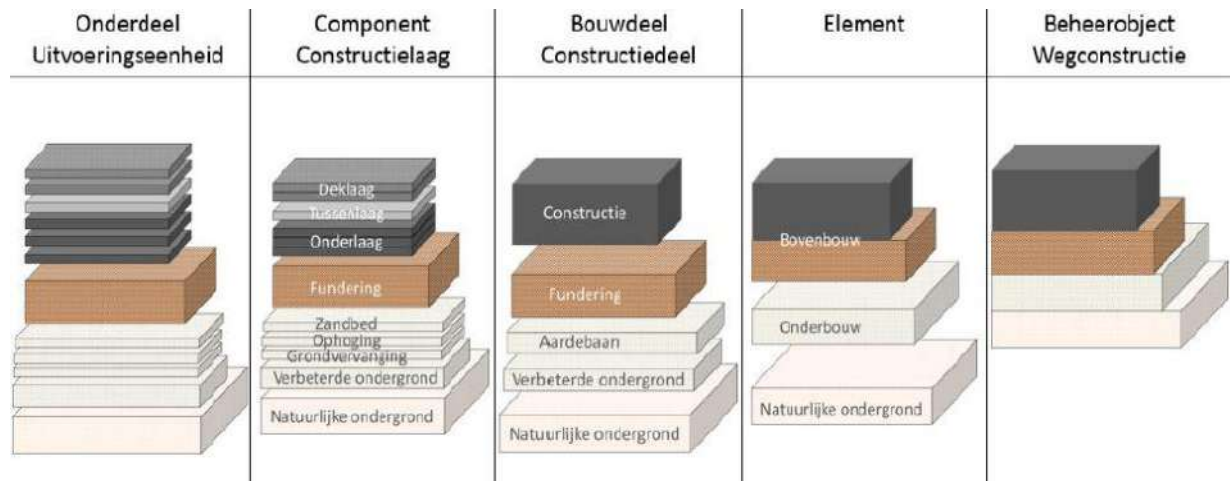 Onderdeel
Uitvoeringseenheid
Component
Constructielaag
Bouwdeel
Constructiedeel
Element
Beheerobject
Wegconstructie
Deklaag
Tussenlaag
Onderlaag
Fundering
Zandbed
Ophoging
Grondvervanging
Verbeterde ondergrond
Natuurlijke ondergrond
Constructie
Fundering
Aardebaan
Verbeterde ondergrond
Natuurlijke ondergrond
Bovenbouw
Onderbouw
Natuurlijke ondergrond